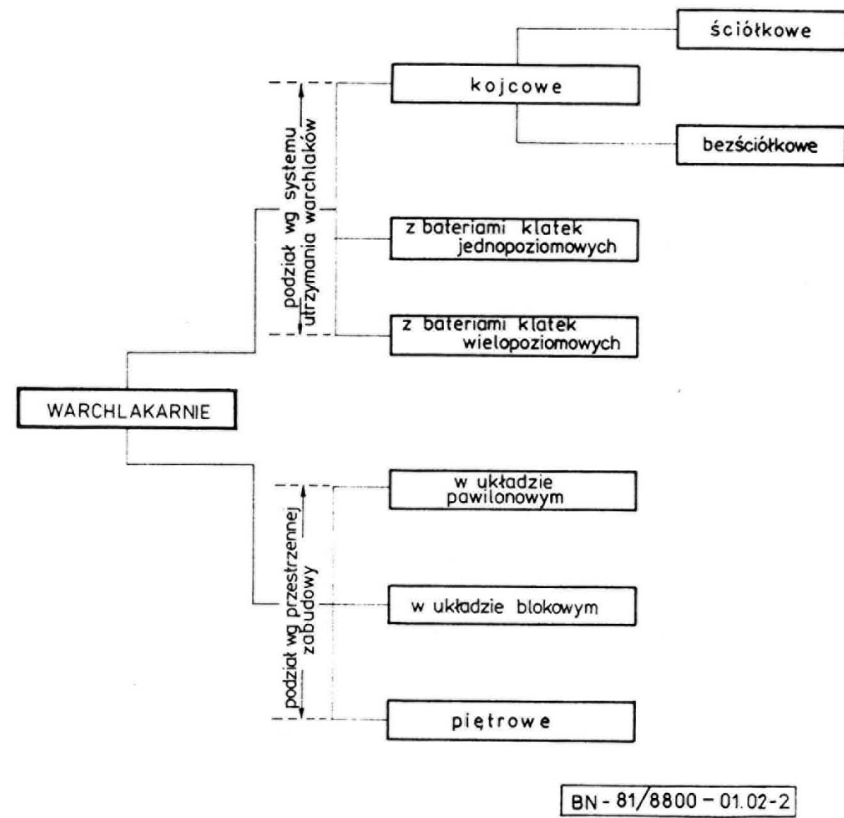 ściółkowe
kojcowe
bezściółkowe
podział wg systemu
utrzymania warchlaków
z bateriami klatek
jednopoziomowych
z bateriami klatek
wielopoziomowych
WARCHLAKARNIE
w układzie
pawilonowym
podział wg przestrzennej
zabudowy
w układzie blokowym
piętrowe
BN - 81/8800 - 01.02-2